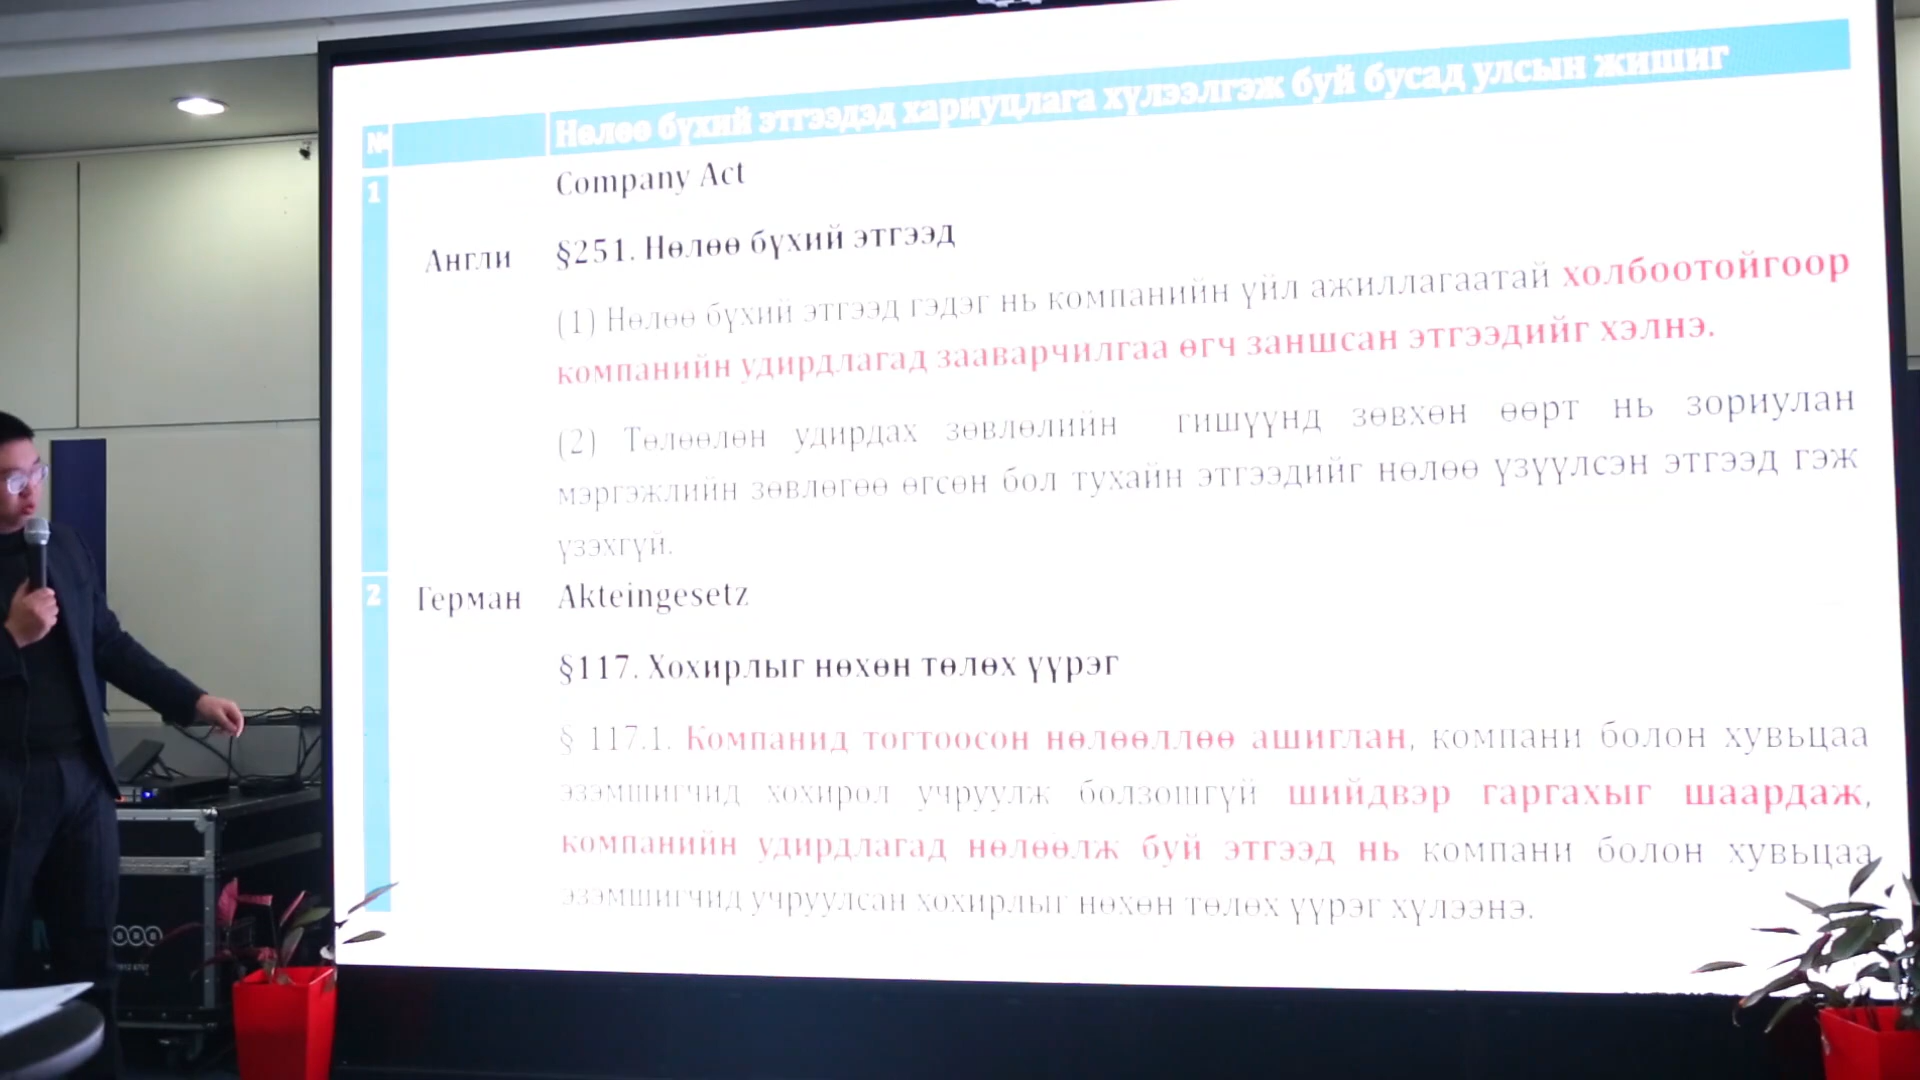 № Нөлөө бүхий этгээдэд хариуцлага хүлээлгэж буй бусад улсын жишиг
1 Company Act
Англи §251. Нөлөө бүхий этгээд
(1) Нөлөө бүхий этгээд гэдэг нь компанийн үйл ажиллагаатай холбоотойгоор
компанийн удирдлагад зааварчилгаа өгч заншсан этгээдийг хэлнэ.
(2) Төлөөлөн удирдах зөвлөлийн гишүүнд зөвхөн өөрт нь зориулан
мэргэжлийн зөвлөгөө өгсөн бол тухайн этгээдийг нөлөө үзүүлсэн этгээд гэж
үзэхгүй.
2 Герман Akteingesetz
§117. Хохирлыг нөхөн төлөх үүрэг
§ 117.1. Компанид тогтоосон нөлөөллөө ашиглан, компани болон хувьцаа
эзэмшигчид хохирол учруулж болзошгүй шийдвэр гаргахыг шаардаж,
компанийн удирдлагад нөлөөлж буй этгээд нь компани болон хувьцаа
эзэмшигчид учруулсан хохирлыг нөхөн төлөх үүрэг хүлээнэ.